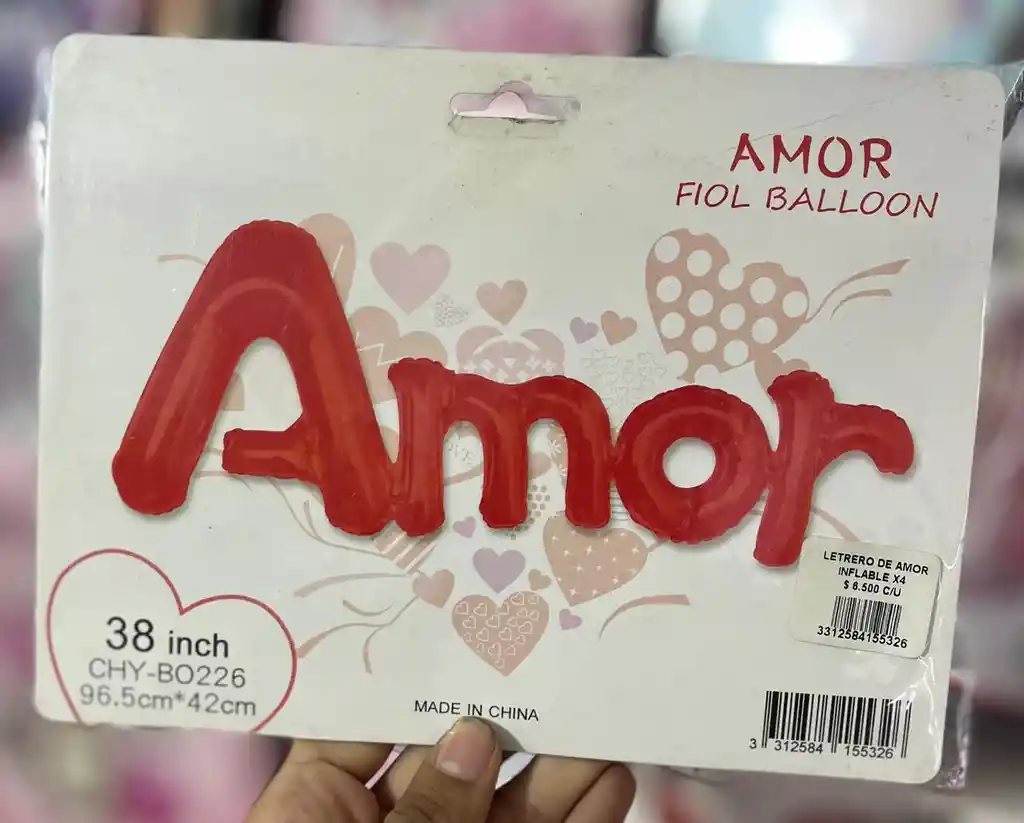 AMOR
FIOL BALLOON
Amor
LETRERO DE AMOR
INFLABLE X4
$ 6.500 C/U
3312584155326
38 inch
CHY-BO226
96.5cm*42cm
MADE IN CHINA
3 312584 155326